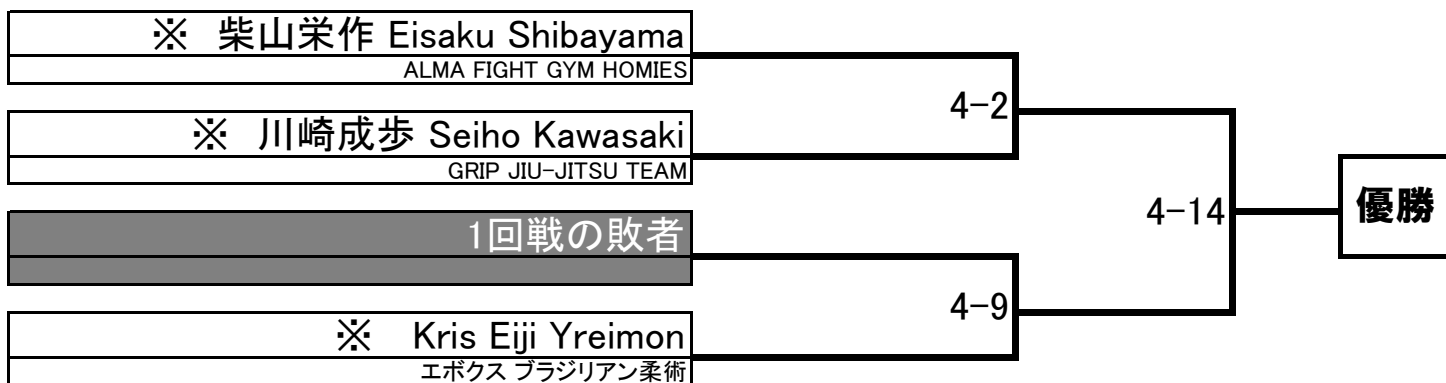 ※ 柴山栄作 Eisaku Shibayama
ALMA FIGHT GYM HOMIES
4-2
※ 川崎成歩 Seiho Kawasaki
GRIP JIU-JITSU TEAM
4-14
優勝
1回戦の敗者
4-9
※ Kris Eiji Yreimon
エボクス ブラジリアン柔術